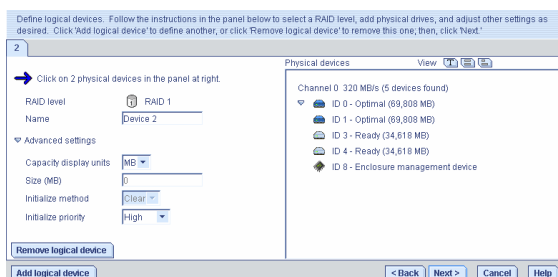 Define logical devices. Follow the instructions in the panel below to select a RAID level, add physical drives, and adjust other settings as
desired. Click 'Add logical device' to define another, or click 'Remove logical device' to remove this one; then, click 'Next.'
2
Click on 2 physical devices in the panel at right.
RAID level RAID 1
Name Device 2
Advanced settings
Capacity display units MB
Size (MB) 0
Initialize method Clear
Initialize priority High
Remove logical device
Physical devices View
Channel 0 320 MB/s (5 devices found)
ID 0 - Optimal (69,808 MB)
ID 1 - Optimal (69,808 MB)
ID 3 - Ready (34,618 MB)
ID 4 - Ready (34,618 MB)
ID 8 - Enclosure management device
Add logical device < Back Next > Cancel Help